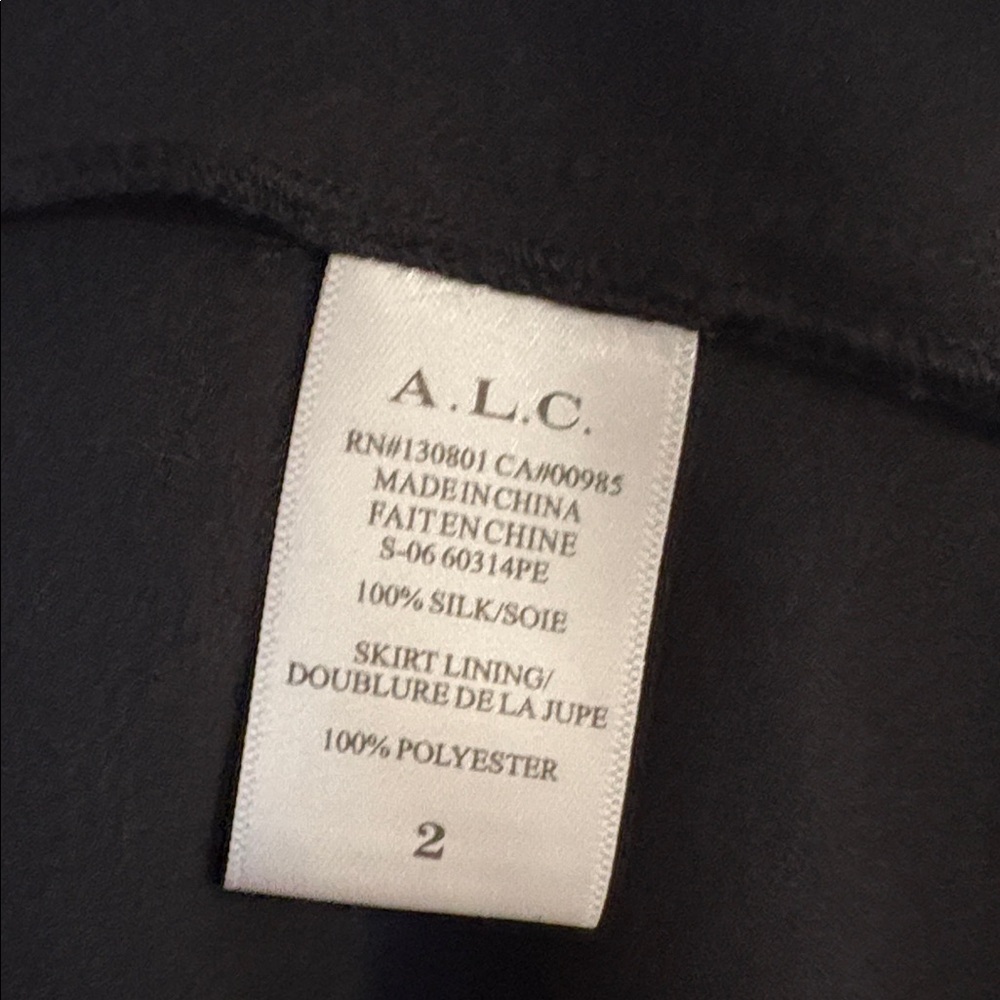 A.L.C.
RN#130801 CA#00985
MADE IN CHINA
FAIT EN CHINE
S-06 60314PE
100% SILK/SOIE
SKIRT LINING/
DOUBLURE DE LA JUPE
100% POLYESTER
2